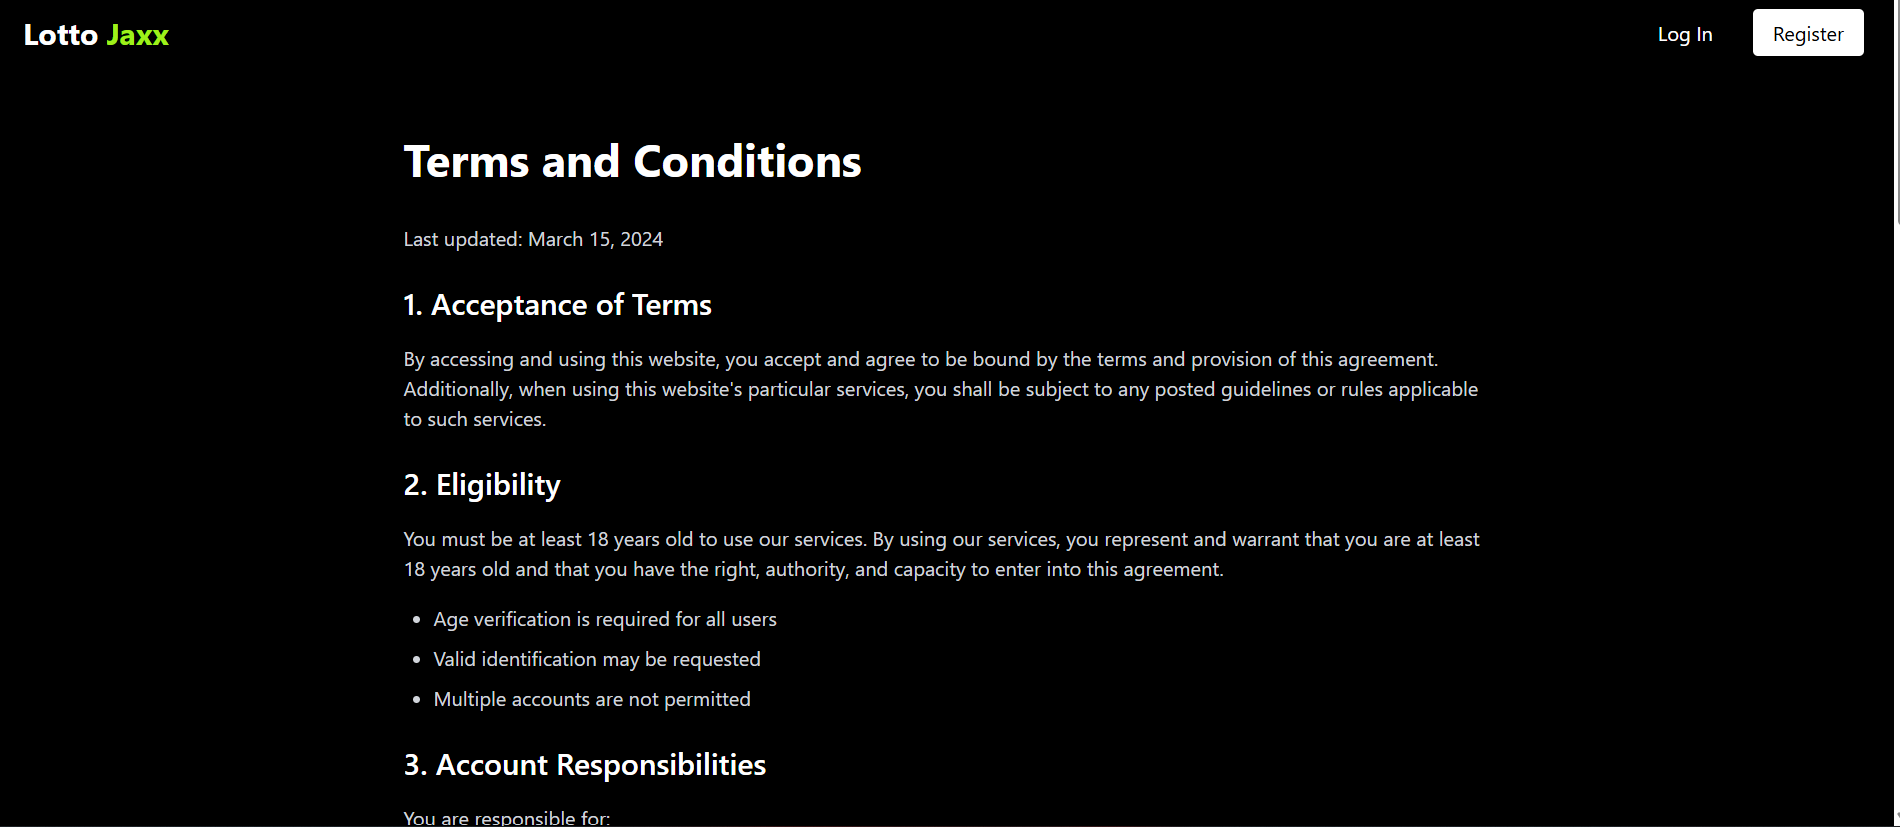 Lotto Jaxx
Log In
Register
Terms and Conditions
Last updated: March 15, 2024
1. Acceptance of Terms
By accessing and using this website, you accept and agree to be bound by the terms and provision of this agreement.
Additionally, when using this website's particular services, you shall be subject to any posted guidelines or rules applicable
to such services.
2. Eligibility
You must be at least 18 years old to use our services. By using our services, you represent and warrant that you are at least
18 years old and that you have the right, authority, and capacity to enter into this agreement.
• Age verification is required for all users
• Valid identification may be requested
• Multiple accounts are not permitted
3. Account Responsibilities
You are responsible for: